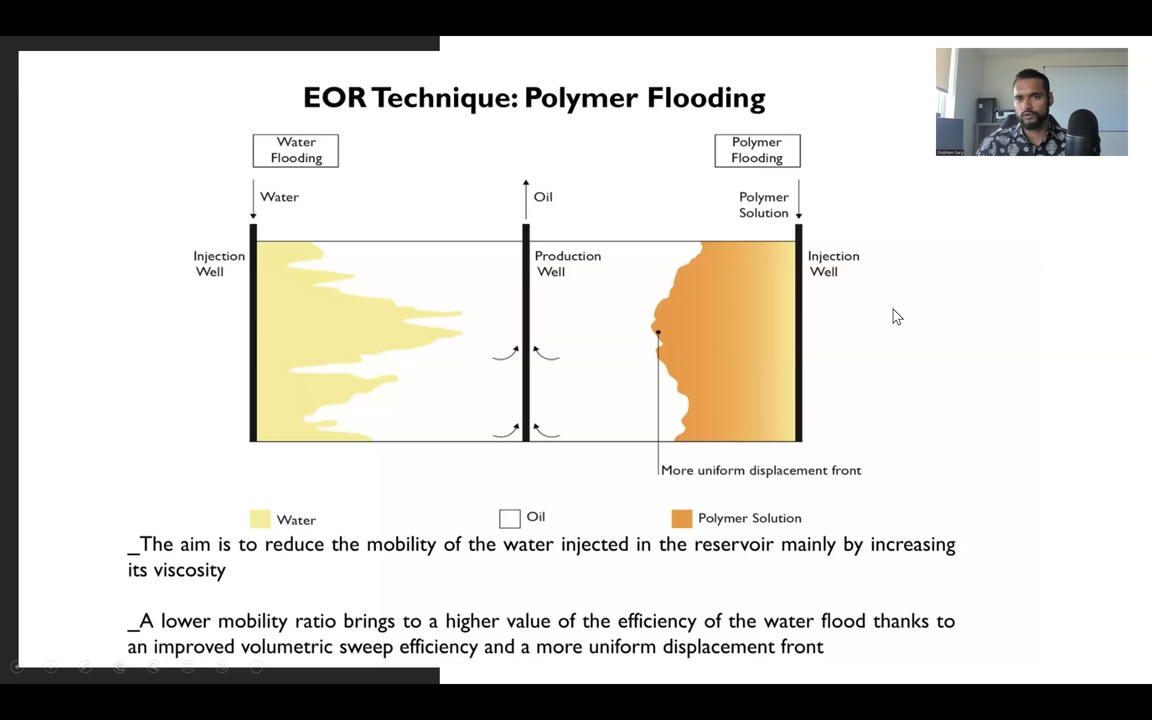 EOR Technique: Polymer Flooding
Water
Flooding
Polymer
Flooding
Water
Oil
Polymer
Solution
Injection
Well
Production
Well
Injection
Well
More uniform displacement front
Water
Oil
Polymer Solution
_The aim is to reduce the mobility of the water injected in the reservoir mainly by increasing
its viscosity
_A lower mobility ratio brings to a higher value of the efficiency of the water flood thanks to
an improved volumetric sweep efficiency and a more uniform displacement front